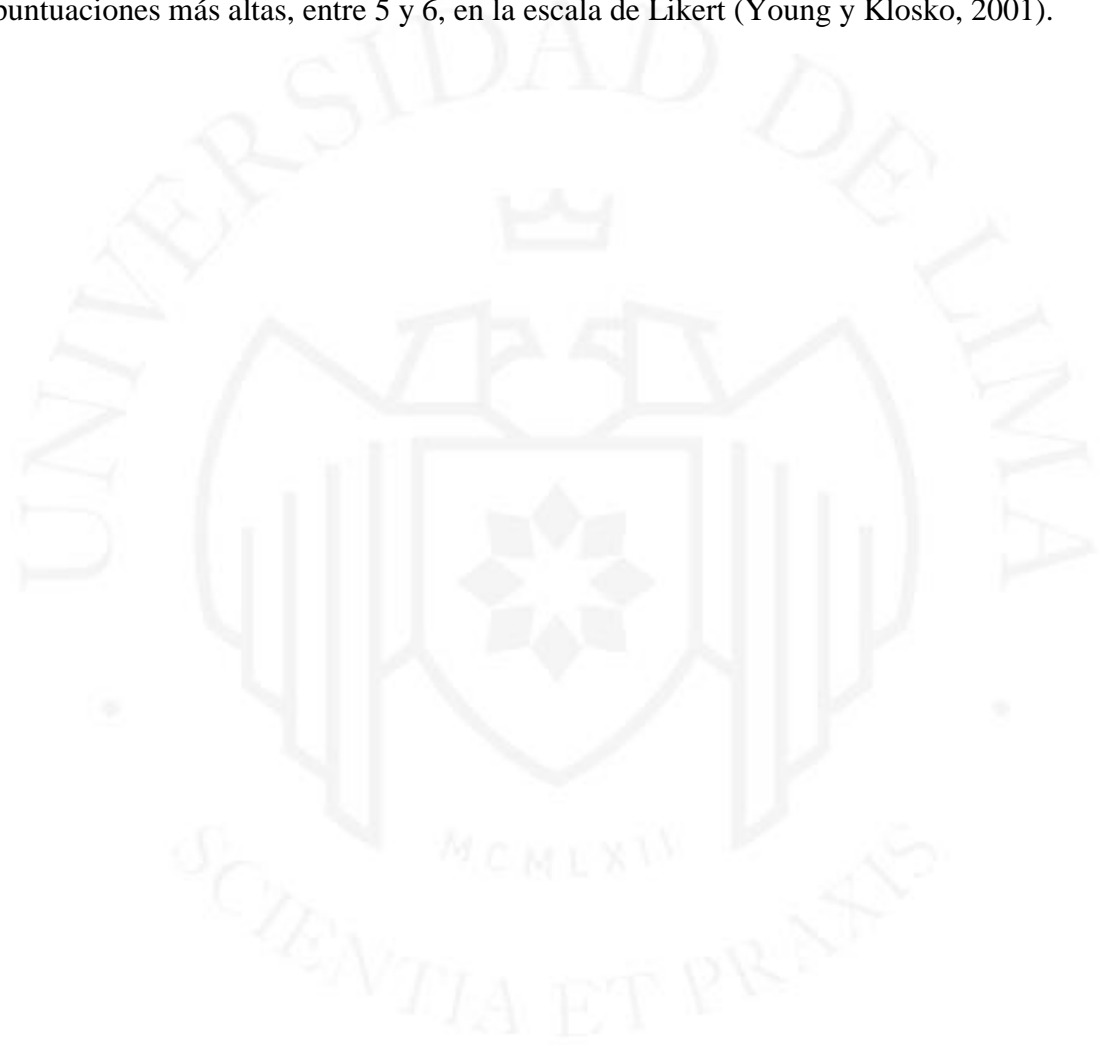 puntuaciones más altas, entre 5 y 6, en la escala de Likert (Young y Klosko, 2001).
UNIVERSIDAD DE LIMA
MCMLXII
SCIENTIA ET PRAXIS